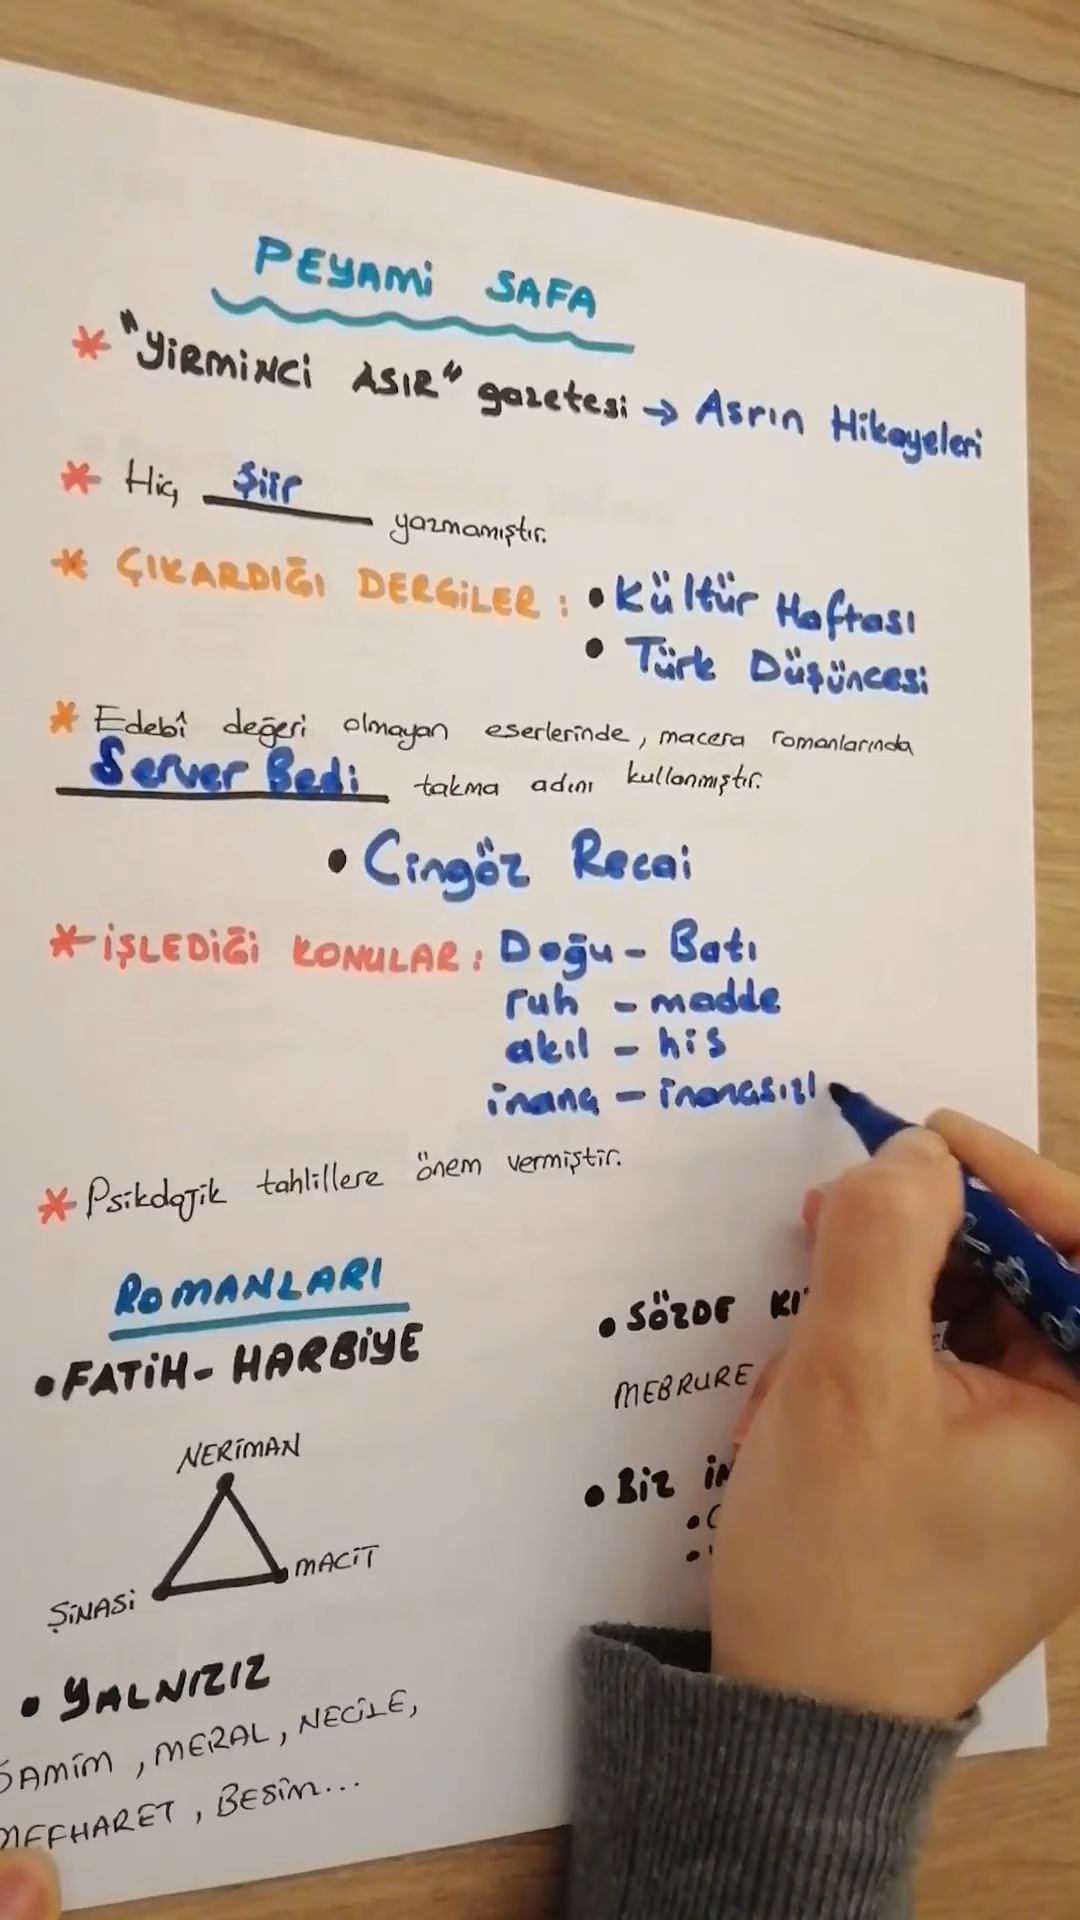 PEYAMİ SAFA
* "YİRMİNCİ ASIR" gazetesi → Asrın Hikayeleri
* Hiç Şiir yazmamıştır.
* ÇIKARDIĞI DERGİLER : • Kültür Haftası
• Türk Düşüncesi
* Edebî değeri olmayan eserlerinde, macera romanlarında
Server Bedi takma adını kullanmıştır.
• Cingöz Recai
* İŞLEDİĞİ KONULAR : Doğu - Batı
ruh - madde
akıl - his
inanç - inançsızl
* Psikolojik tahlillere önem vermiştir.
ROMANLARI
• FATİH - HARBİYE
NERİMAN
MACİT
ŞİNASİ
• YALNIZIZ
SAMİM , MERAL , NECİLE ,
MEFHARET , BESİM...
• SÖZDE
MEBRURE
• BİZ